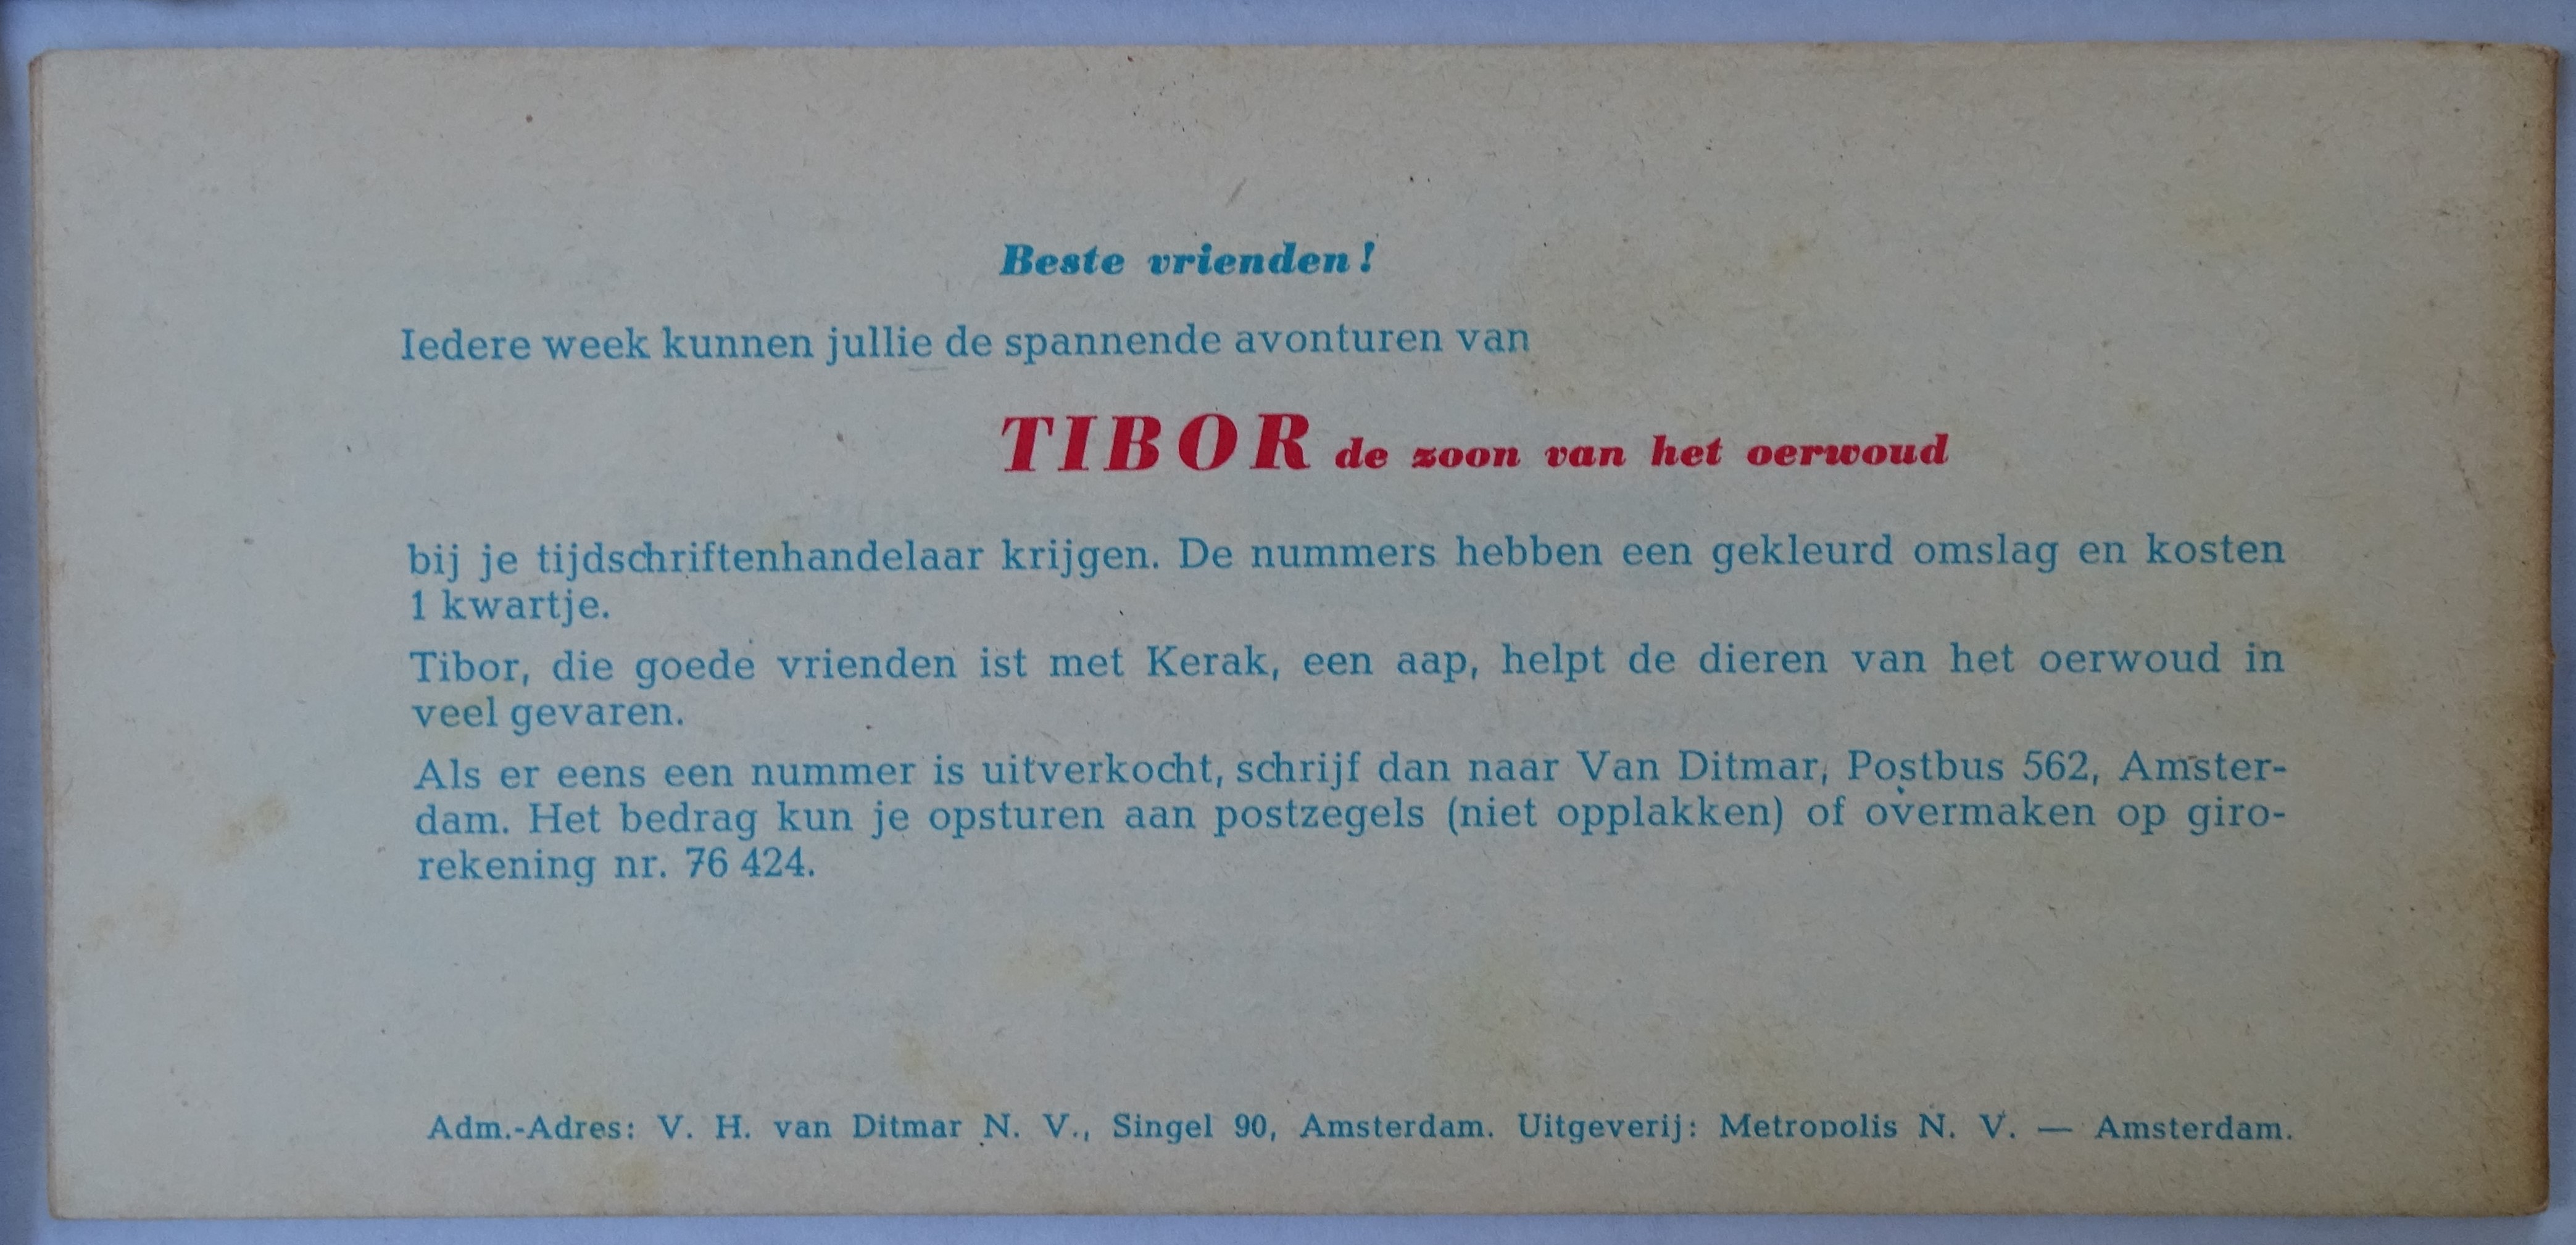 Beste vrienden!
Iedere week kunnen jullie de spannende avonturen van
TIBOR de zoon van het oerwoud
bij je tijdschriftenhandelaar krijgen. De nummers hebben een gekleurd omslag en kosten
1 kwartje.
Tibor, die goede vrienden ist met Kerak, een aap, helpt de dieren van het oerwoud in
veel gevaren.
Als er eens een nummer is uitverkocht, schrijf dan naar Van Ditmar, Postbus 562, Amster-
dam. Het bedrag kun je opsturen aan postzegels (niet opplakken) of overmaken op giro-
rekening nr. 76 424.
Adm.-Adres: V. H. van Ditmar N. V., Singel 90, Amsterdam. Uitgeverij: Metropolis N. V. — Amsterdam.